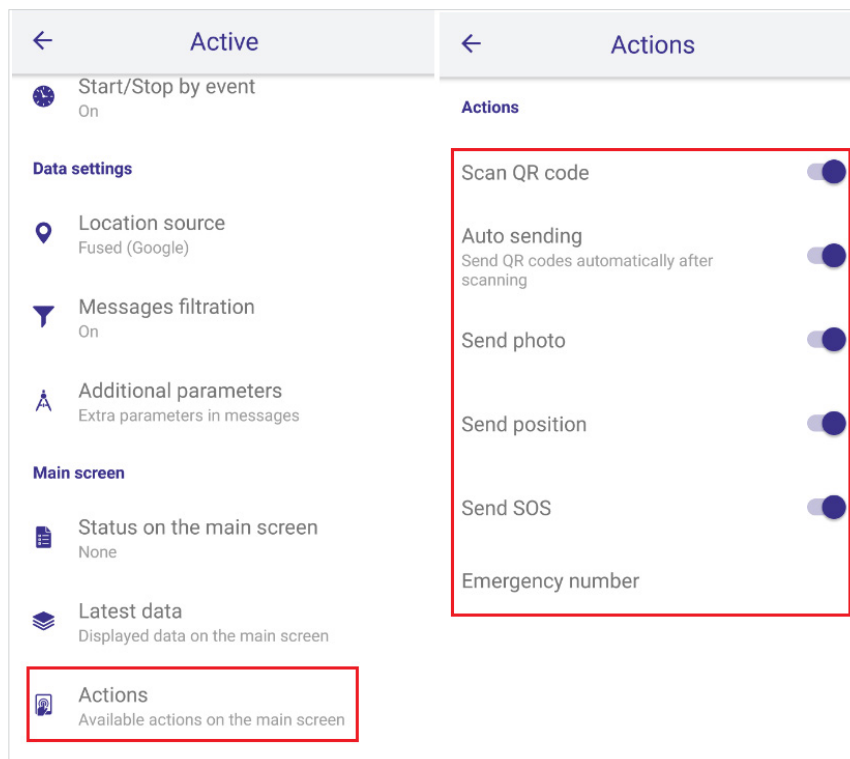 Active
Start/Stop by event
On
Data settings
Location source
Fused (Google)
Messages filtration
On
Additional parameters
Extra parameters in messages
Main screen
Status on the main screen
None
Latest data
Displayed data on the main screen
Actions
Available actions on the main screen
Actions
Actions
Scan QR code
Auto sending
Send QR codes automatically after
scanning
Send photo
Send position
Send SOS
Emergency number